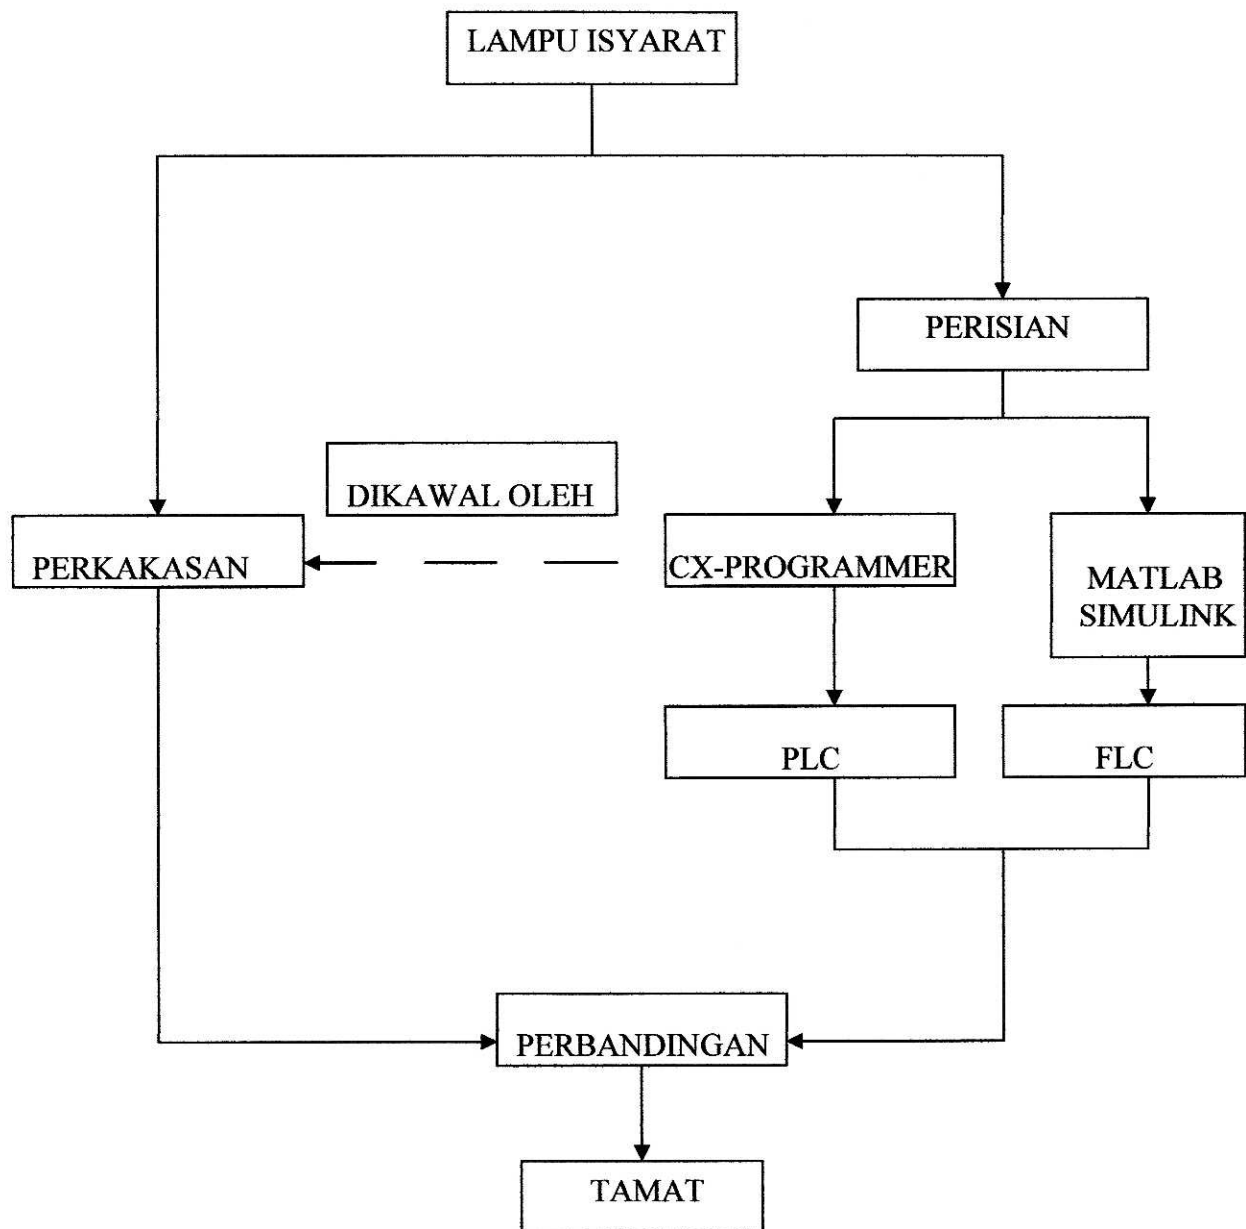 LAMPU ISYARAT
PERISIAN
DIKAWAL OLEH
PERKAKASAN
CX-PROGRAMMER
MATLAB
SIMULINK
PLC
FLC
PERBANDINGAN
TAMAT